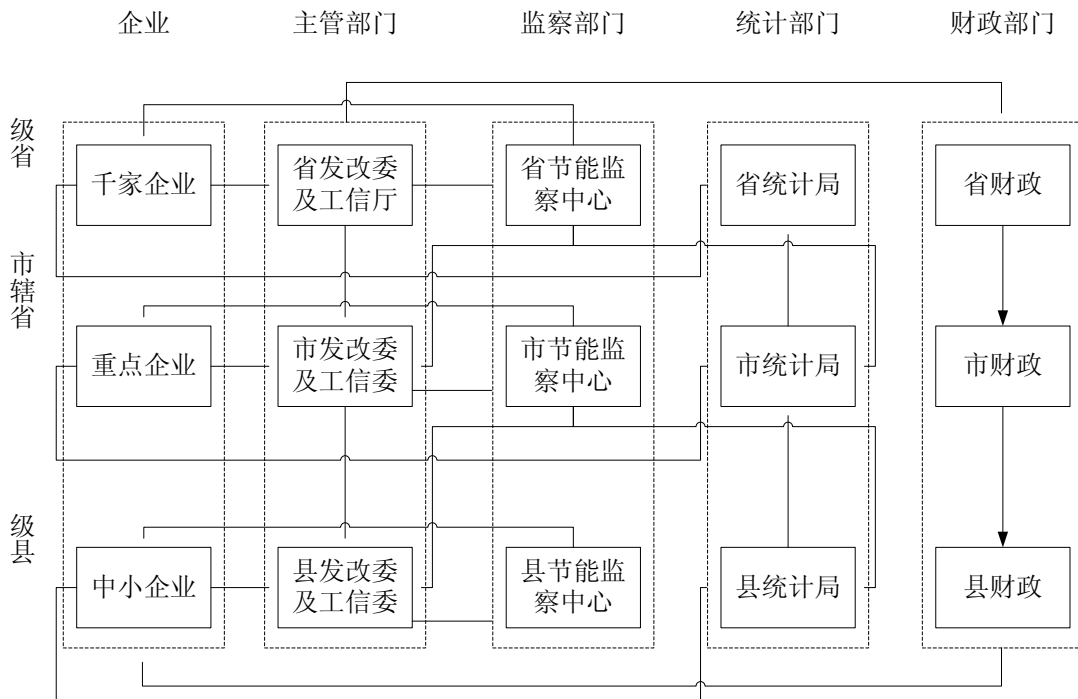 企业
主管部门
监察部门
统计部门
财政部门
级省
千家企业
省发改委
及工信厅
省节能监
察中心
省统计局
省财政
市辖省
重点企业
市发改委
及工信委
市节能监
察中心
市统计局
市财政
级县
中小企业
县发改委
及工信委
县节能监
察中心
县统计局
县财政